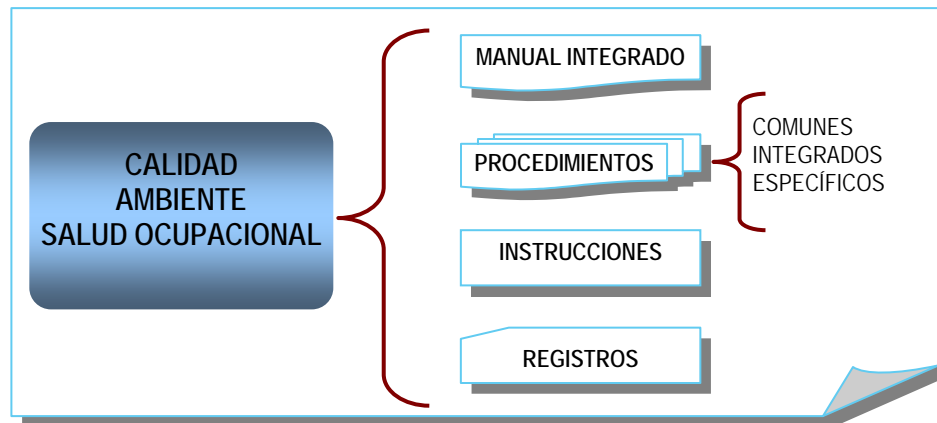 CALIDAD
AMBIENTE
SALUD OCUPACIONAL
MANUAL INTEGRADO
PROCEDIMIENTOS
COMUNES
INTEGRADOS
ESPECÍFICOS
INSTRUCCIONES
REGISTROS